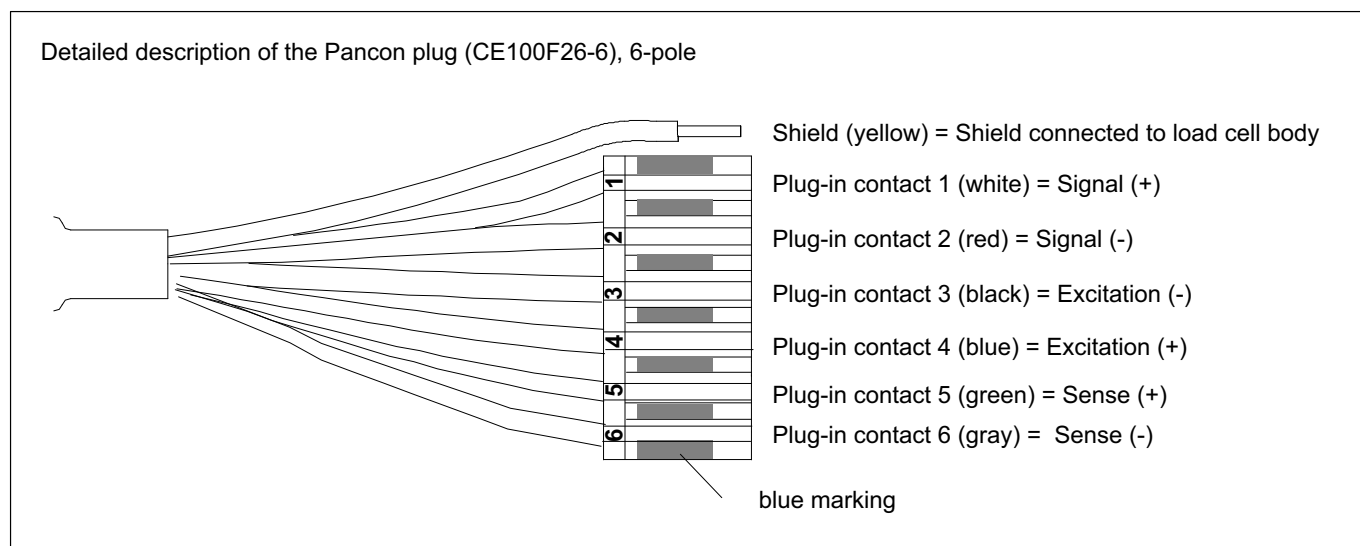 Detailed description of the Pancon plug (CE100F26-6), 6-pole
Shield (yellow) = Shield connected to load cell body
1
Plug-in contact 1 (white) = Signal (+)
2
Plug-in contact 2 (red) = Signal (-)
3
Plug-in contact 3 (black) = Excitation (-)
4
Plug-in contact 4 (blue) = Excitation (+)
5
Plug-in contact 5 (green) = Sense (+)
6
Plug-in contact 6 (gray) = Sense (-)
blue marking